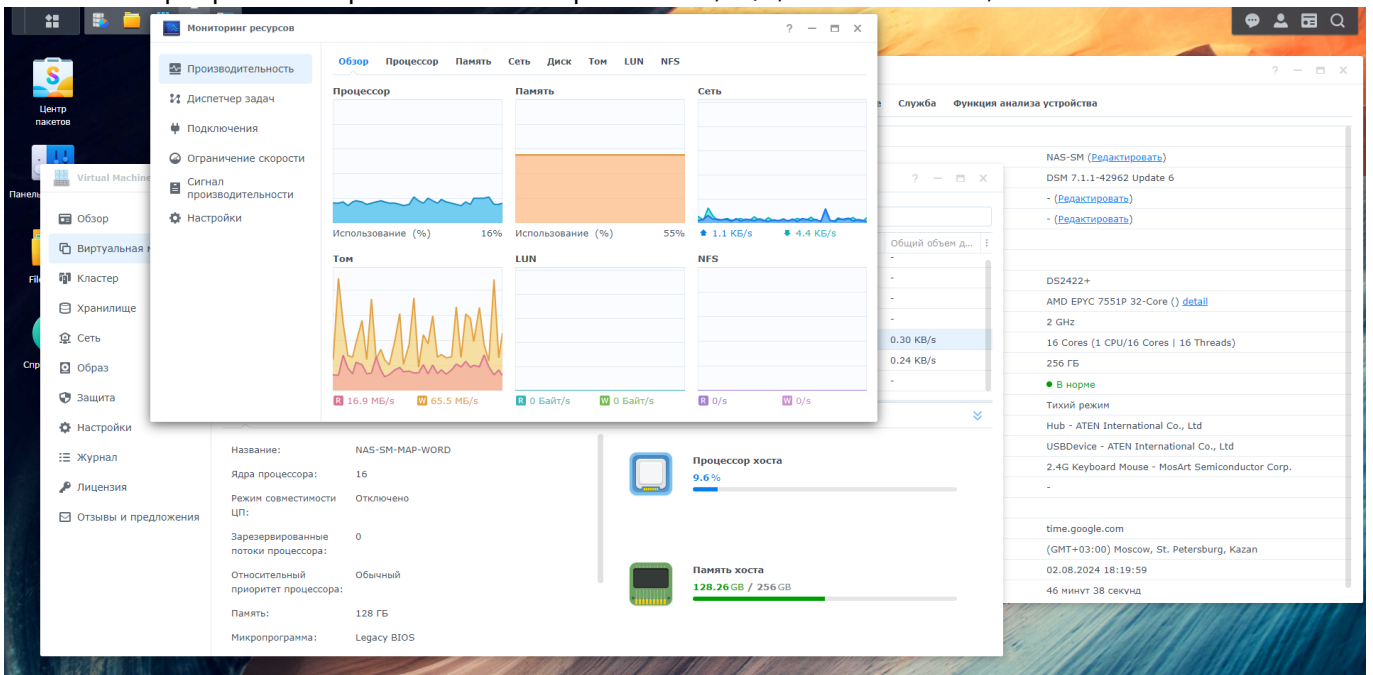 Мониторинг ресурсов
Центр
пакетов
Производительность
Диспетчер задач
Подключения
Ограничение скорости
Сигнал
производительности
Настройки
Обзор Процессор Память Сеть Диск Том LUN NFS
Процессор
Использование (%) 16%
Память
Использование (%) 55%
Сеть
1.1 КБ/s 4.4 КБ/s
Том
R 16.9 МБ/s W 65.5 МБ/s
LUN
R 0 Байт/s W 0 Байт/s
NFS
R 0/s W 0/s
Virtual Machine
Обзор
Виртуальная
Кластер
Хранилище
Сеть
Образ
Защита
Настройки
Журнал
Лицензия
Отзывы и предложения
Общий объем д...
-
-
-
-
0.30 KB/s
0.24 KB/s
-
Название: NAS-SM-MAP-WORD
Ядра процессора: 16
Режим совместимости Отключено
ЦП:
Зарезервированные 0
потоки процессора:
Относительный Обычный
приоритет процессора:
Память: 128 ГБ
Микропрограмма: Legacy BIOS
Процессор хоста
9.6%
Память хоста
128.26 GB / 256 GB
Служба Функция анализа устройства
NAS-SM (Редактировать)
DSM 7.1.1-42962 Update 6
- (Редактировать)
- (Редактировать)
DS2422+
AMD EPYC 7551P 32-Core () detail
2 GHz
16 Cores (1 CPU/16 Cores | 16 Threads)
256 ГБ
В норме
Тихий режим
Hub - ATEN International Co., Ltd
USBDevice - ATEN International Co., Ltd
2.4G Keyboard Mouse - MosArt Semiconductor Corp.
-
time.google.com
(GMT+03:00) Moscow, St. Petersburg, Kazan
02.08.2024 18:19:59
46 минут 38 секунд